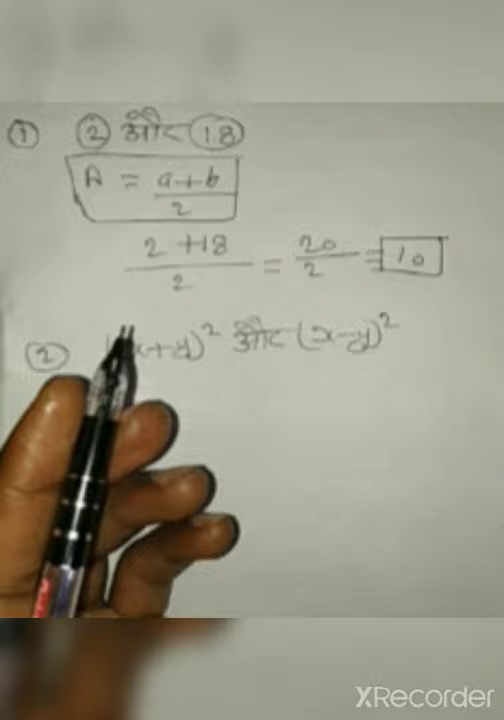 ① ② और ⑱
A = a+b / 2
2 +18 / 2 = 20 / 2 = 10
② (x+y)² और (x-y)²
XRecorder